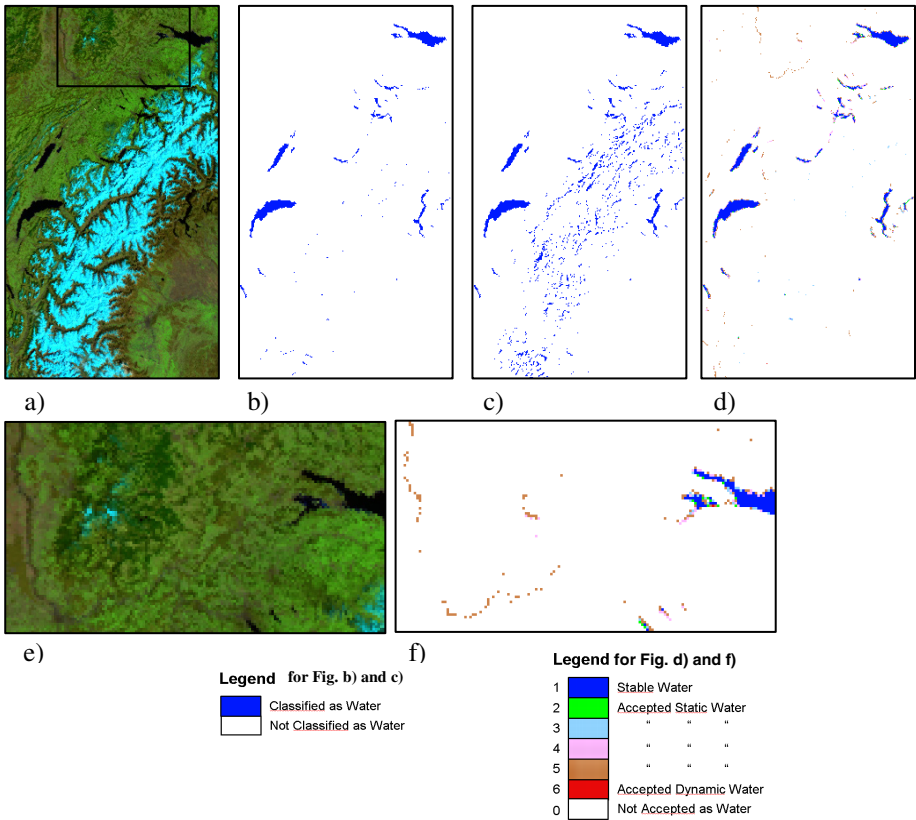 a)
b)
c)
d)
e)
f)
Legend for Fig. b) and c)
Classified as Water
Not Classified as Water
Legend for Fig. d) and f)
1 Stable Water
2 Accepted Static Water
3 “ “ “
4 “ “ “
5 “ “ “
6 Accepted Dynamic Water
0 Not Accepted as Water